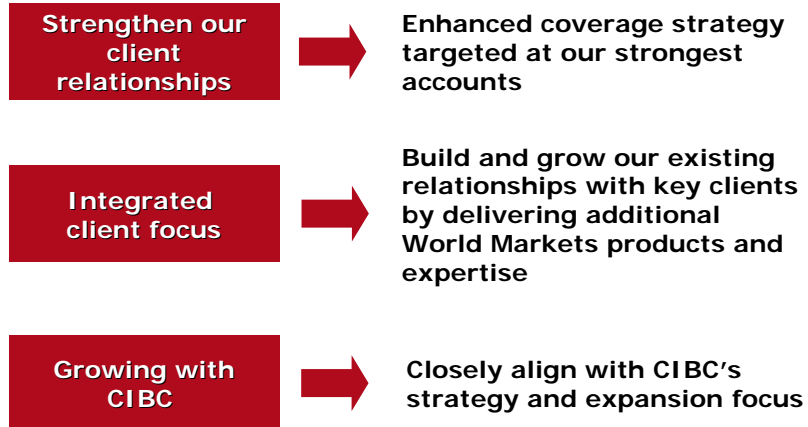 Strengthen our
client
relationships
Enhanced coverage strategy
targeted at our strongest
accounts
Integrated
client focus
Build and grow our existing
relationships with key clients
by delivering additional
World Markets products and
expertise
Growing with
CIBC
Closely align with CIBC's
strategy and expansion focus